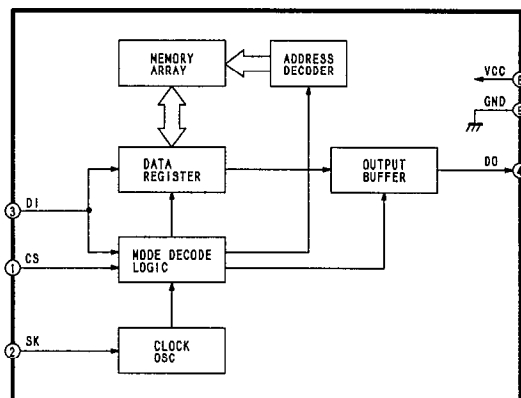 MEMORY
ARRAY
ADDRESS
DECODER
VCC
GND
5
DATA
REGISTER
OUTPUT
BUFFER
DO
4
3 DI
MODE DECODE
LOGIC
1 CS
2 SK
CLOCK
OSC